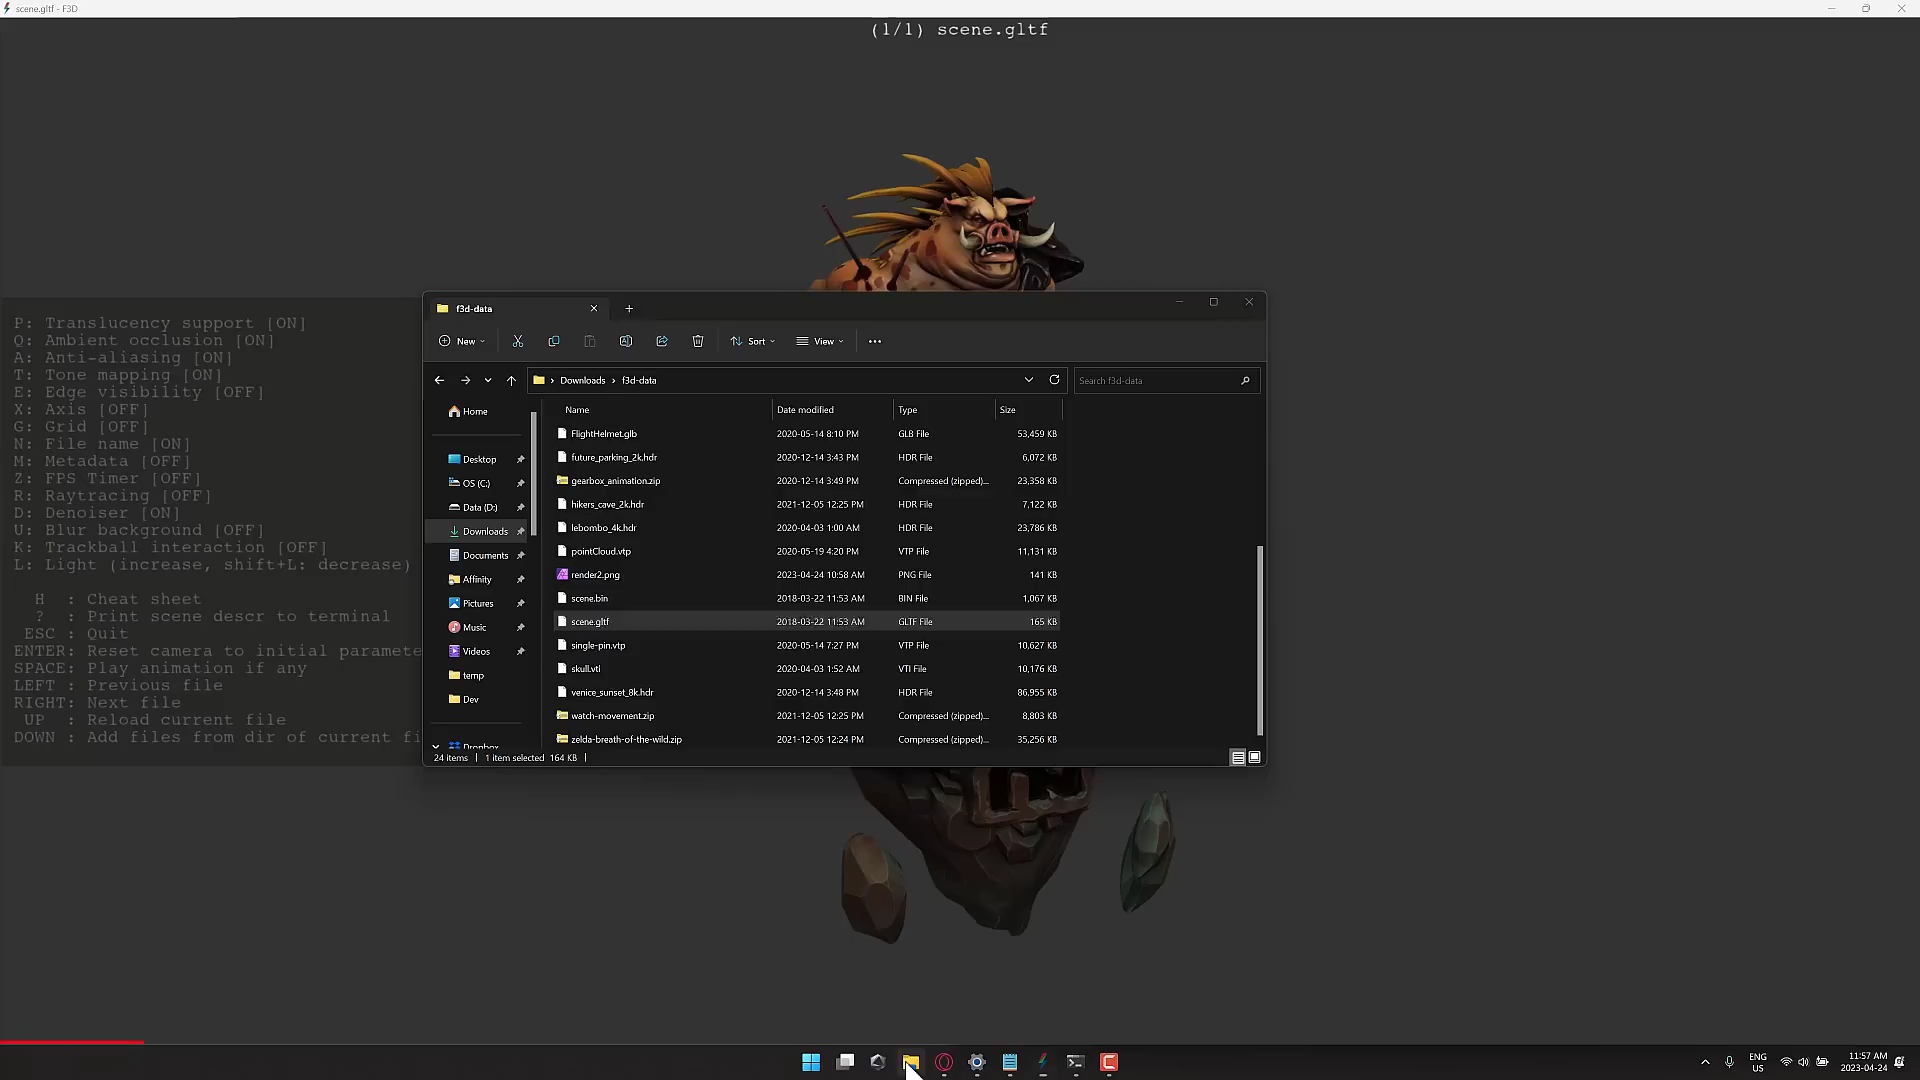 scene.gltf - F3D
(1/1) scene.gltf
P: Translucency support [ON]
Q: Ambient occlusion [ON]
A: Anti-aliasing [ON]
T: Tone mapping [ON]
E: Edge visibility [OFF]
X: Axis [OFF]
G: Grid [OFF]
N: File name [ON]
M: Metadata [OFF]
Z: FPS Timer [OFF]
R: Raytracing [OFF]
D: Denoiser [ON]
U: Blur background [OFF]
K: Trackball interaction [OFF]
L: Light (increase, shift+L: decrease)
H : Cheat sheet
? : Print scene descr to terminal
ESC : Quit
ENTER: Reset camera to initial paramete
SPACE: Play animation if any
LEFT : Previous file
RIGHT: Next file
UP : Reload current file
DOWN : Add files from dir of current fi
f3d-data
New
Sort
View
Downloads › f3d-data
Search f3d-data
Home
Desktop
OS (C:)
Data (D:)
Downloads
Documents
Affinity
Pictures
Music
Videos
temp
Dev
Dropbox
Name Date modified Type Size
FlightHelmet.glb 2020-05-14 8:10 PM GLB File 53,459 KB
future_parking_2k.hdr 2020-12-14 3:43 PM HDR File 6,072 KB
gearbox_animation.zip 2020-12-14 3:49 PM Compressed (zipped)... 23,358 KB
hikers_cave_2k.hdr 2021-12-05 12:25 PM HDR File 7,122 KB
lebombo_4k.hdr 2020-04-03 1:00 AM HDR File 23,786 KB
pointCloud.vtp 2020-05-19 4:20 PM VTP File 11,131 KB
render2.png 2023-04-24 10:58 AM PNG File 141 KB
scene.bin 2018-03-22 11:53 AM BIN File 1,067 KB
scene.gltf 2018-03-22 11:53 AM GLTF File 165 KB
single-pin.vtp 2020-05-14 7:27 PM VTP File 10,627 KB
skull.vti 2020-04-03 1:52 AM VTI File 10,176 KB
venice_sunset_8k.hdr 2020-12-14 3:48 PM HDR File 86,955 KB
watch-movement.zip 2021-12-05 12:25 PM Compressed (zipped)... 8,803 KB
zelda-breath-of-the-wild.zip 2021-12-05 12:24 PM Compressed (zipped)... 35,256 KB
24 items 1 item selected 164 KB
ENG
US
11:57 AM
2023-04-24